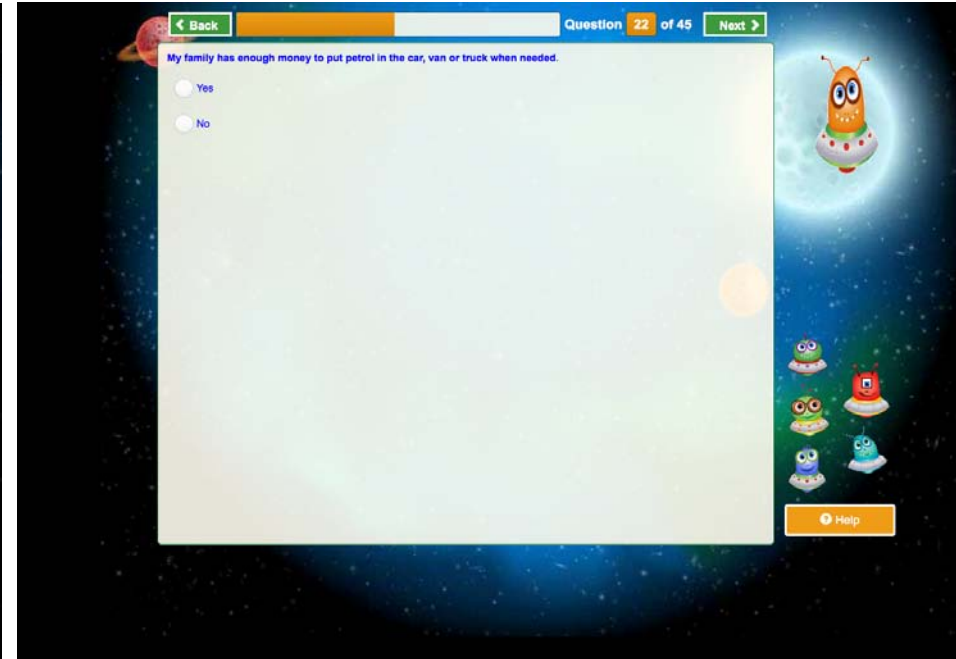 Back
Question 22 of 45
Next
My family has enough money to put petrol in the car, van or truck when needed.
Yes
No
Help